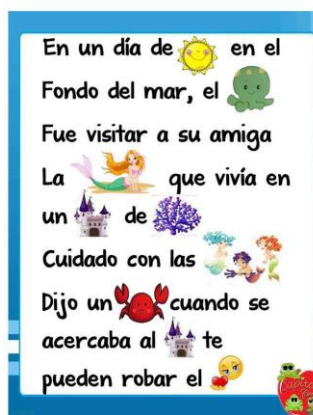 En un día de en el
Fondo del mar, el
Fue visitar a su amiga
La que vivía en
un de
Cuidado con las
Dijo un cuando se
acercaba al te
pueden robar el